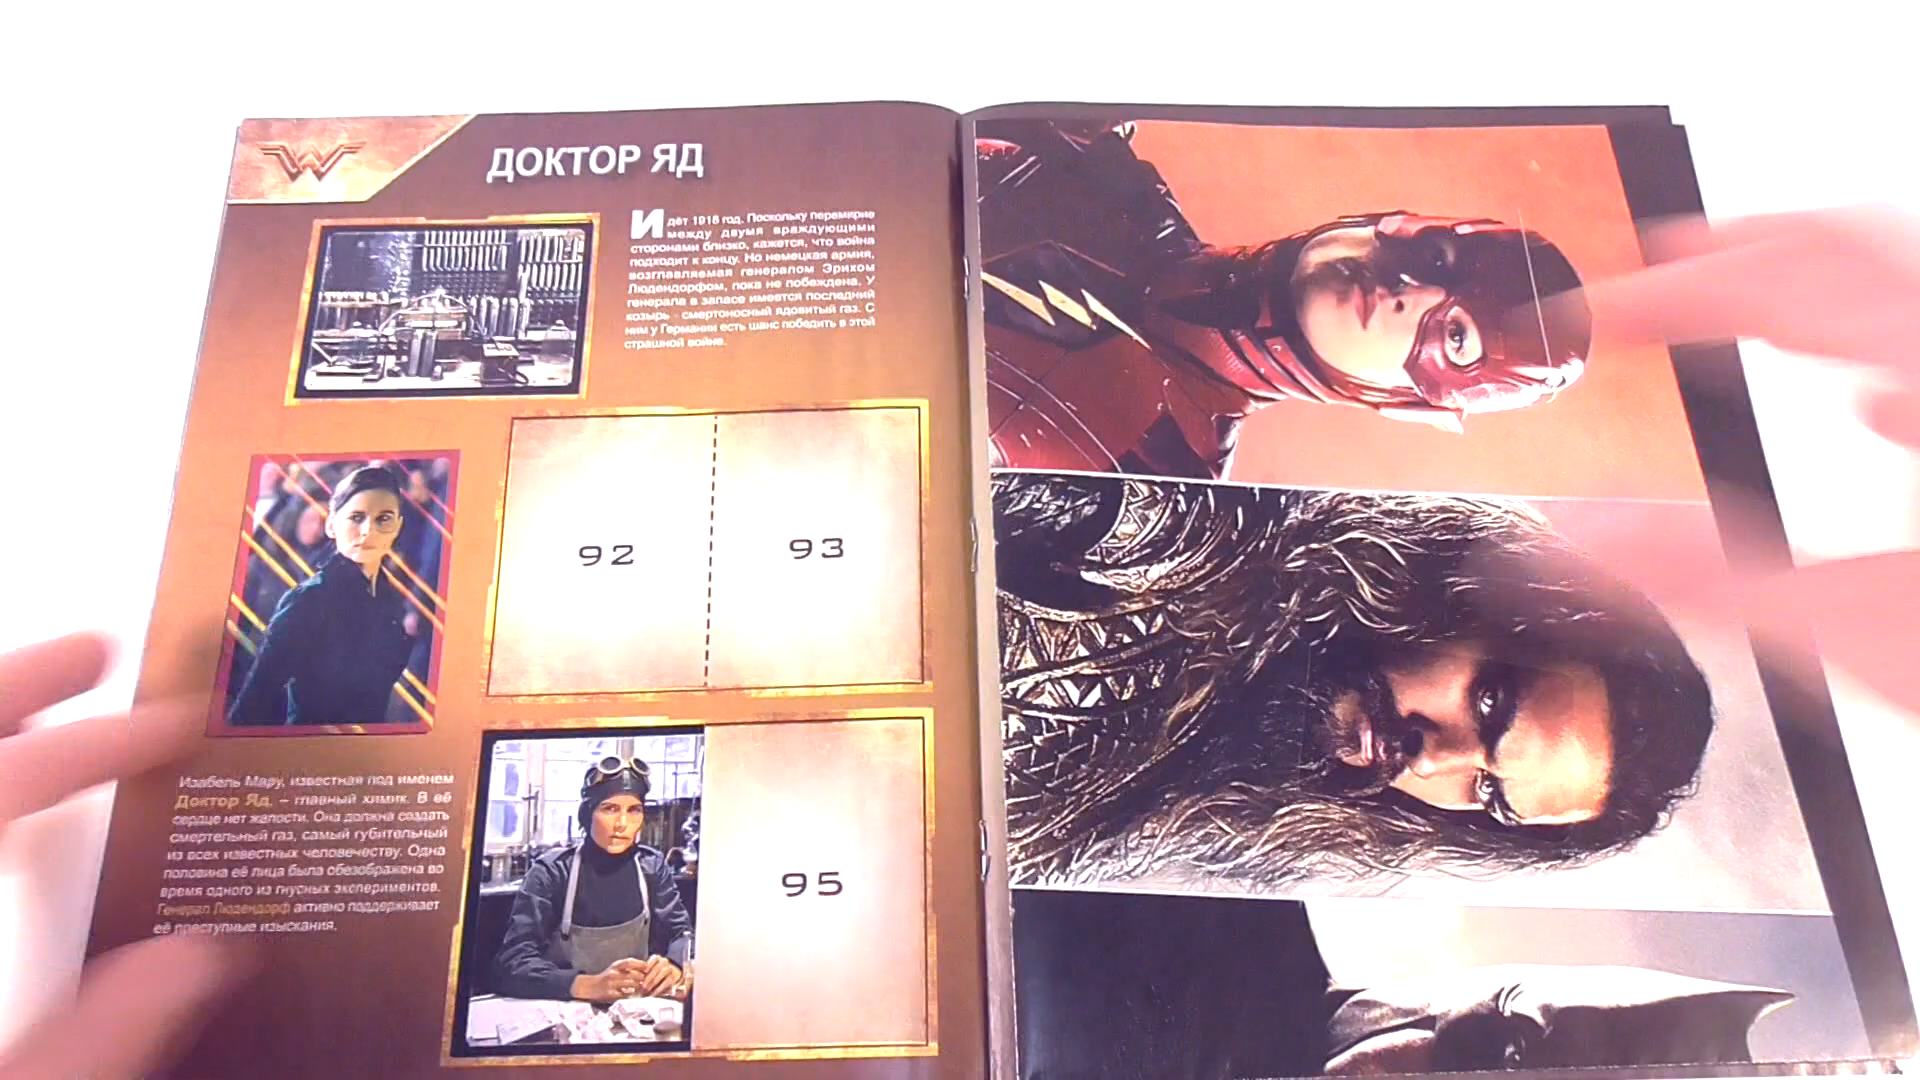 ДОКТОР ЯД
Идёт 1918 год. Поскольку перемирие
между двумя враждующими
сторонами близко, кажется, что война
подходит к концу. Но немецкая армия,
возглавляемая генералом Эрихом
Людендорфом, пока не побеждена. У
генерала в запасе имеется последний
козырь - смертоносный ядовитый газ. С
ним у Германии есть шанс победить в этой
страшной войне.
92
93
Изабель Мару, известная под именем
Доктор Яд, – главный химик. В её
сердце нет жалости. Она должна создать
смертельный газ, самый губительный
из всех известных человечеству. Одна
половина её лица была обезображена во
время одного из гнусных экспериментов.
Генерал Людендорф активно поддерживает
её преступные изыскания.
95